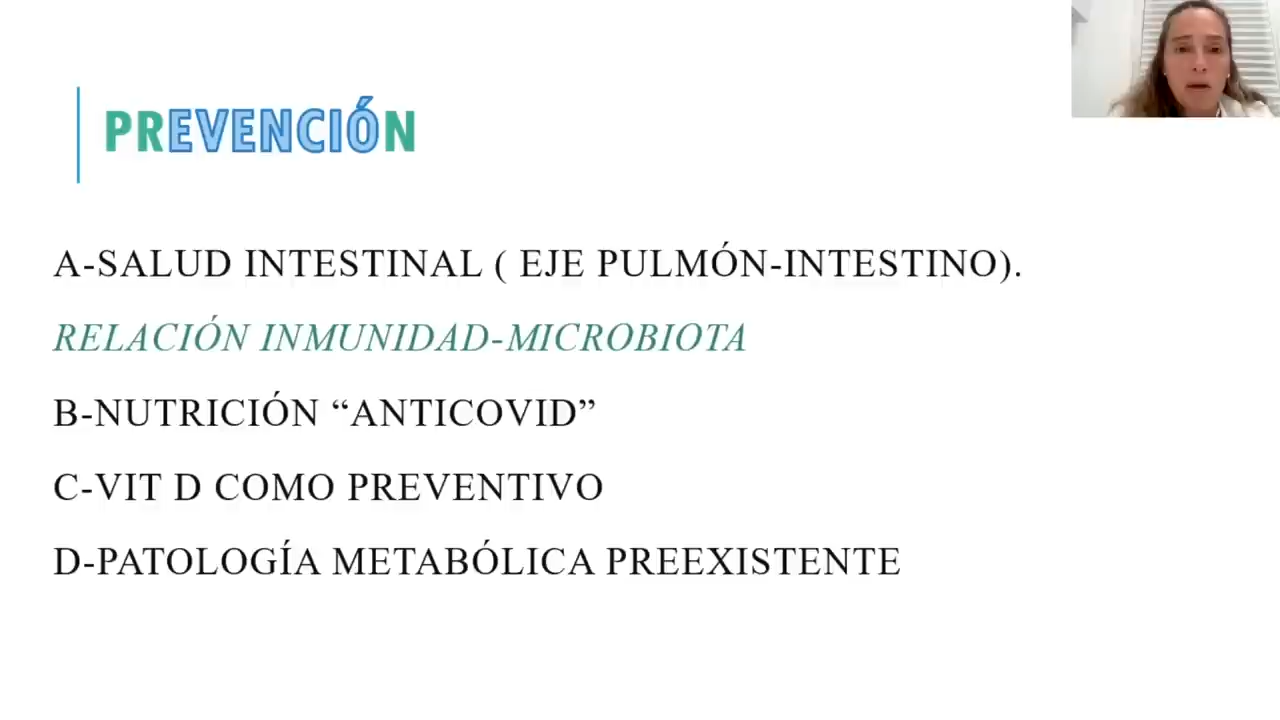 PREVENCIÓN
A-SALUD INTESTINAL ( EJE PULMÓN-INTESTINO).
RELACIÓN INMUNIDAD-MICROBIOTA
B-NUTRICIÓN “ANTICOVID”
C-VIT D COMO PREVENTIVO
D-PATOLOGÍA METABÓLICA PREEXISTENTE